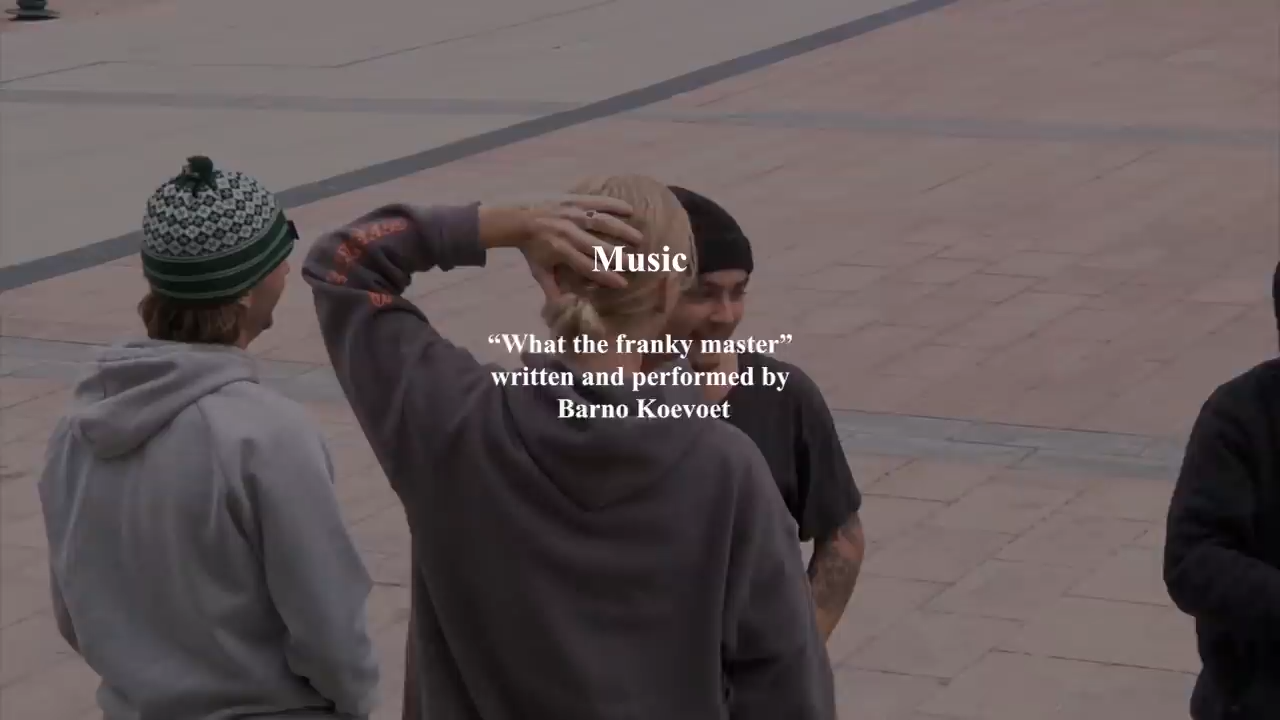 Music
“What the franky master”
written and performed by
Barno Koevoet